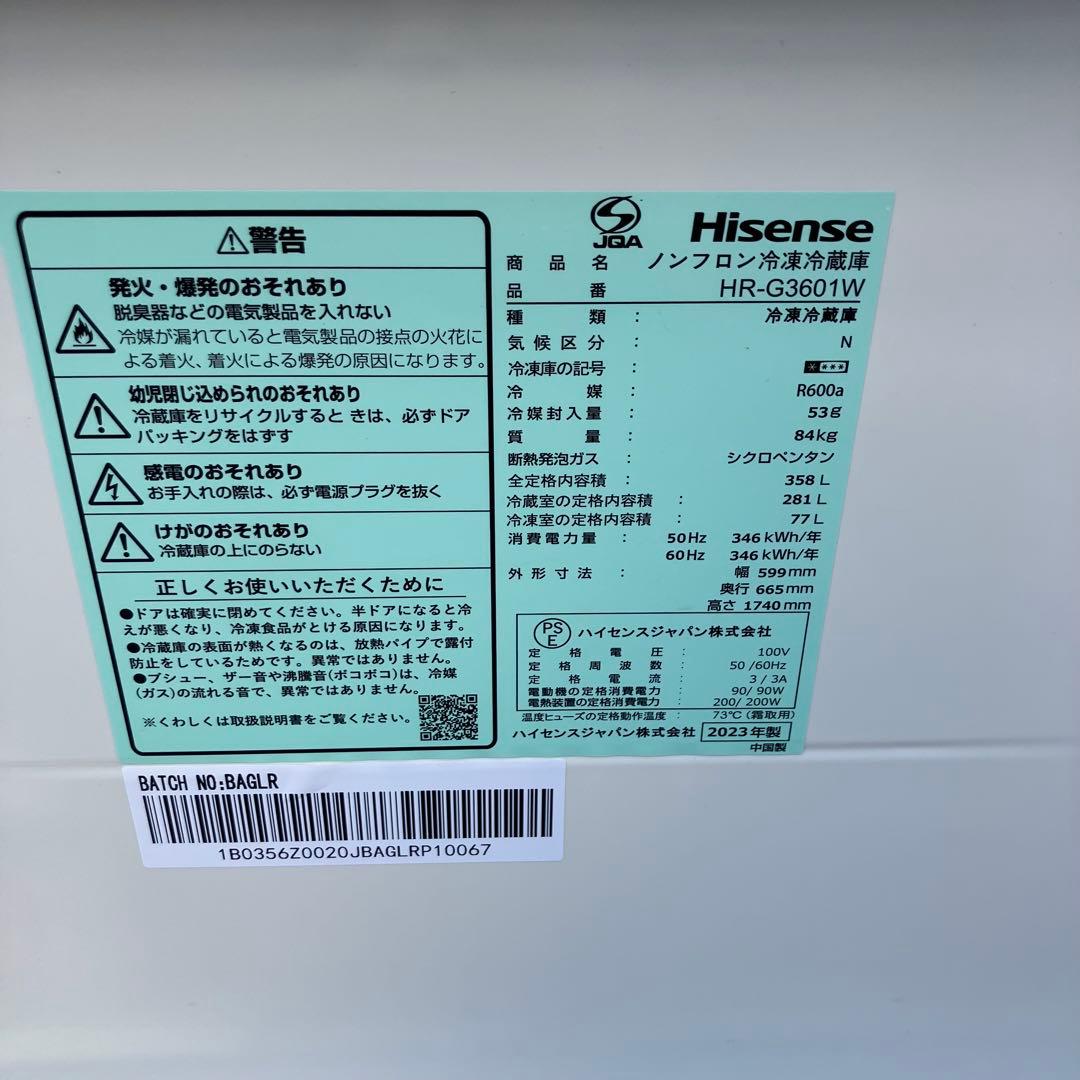 ⚠警告
発火・爆発のおそれあり
脱臭器などの電気製品を入れない
冷媒が漏れていると電気製品の接点の火花に
よる着火、着火による爆発の原因になります。
幼児閉じ込められのおそれあり
冷蔵庫をリサイクルすると きは、必ずドア
パッキングをはずす
感電のおそれあり
お手入れの際は、必ず電源プラグを抜く
けがのおそれあり
冷蔵庫の上にのらない
正しくお使いいただくために
●ドアは確実に閉めてください。半ドアになると冷
えが悪くなり、冷凍食品がとける原因になります。
●冷蔵庫の表面が熱くなるのは、放熱パイプで露付
防止をしているためです。異常ではありません。
●プシュー、ザー音や沸騰音(ポコポコ)は、冷媒
(ガス)の流れる音で、異常ではありません。
※くわしくは取扱説明書をご覧ください。
JQA Hisense
商品名 ノンフロン冷凍冷蔵庫
品番 HR-G3601W
種類 : 冷凍冷蔵庫
気候区分 : N
冷凍庫の記号 : ****
冷媒 : R600a
冷媒封入量 : 53g
質量 : 84kg
断熱発泡ガス : シクロペンタン
全定格内容積 : 358 L
冷蔵室の定格内容積 : 281 L
冷凍室の定格内容積 : 77 L
消費電力量 : 50Hz 346 kWh/年
60Hz 346 kWh/年
外形寸法 : 幅 599mm
奥行 665mm
高さ 1740mm
PSE ハイセンスジャパン株式会社
定格電圧 : 100V
定格周波数 : 50 /60Hz
定格電流 : 3 / 3A
電動機の定格消費電力 : 90/ 90W
電熱装置の定格消費電力 : 200/ 200W
温度ヒューズの定格動作温度 : 73℃(霜取用)
ハイセンスジャパン株式会社 2023年製
中国製
BATCH NO:BAGLR
1B0356Z0020JBAGLRP10067